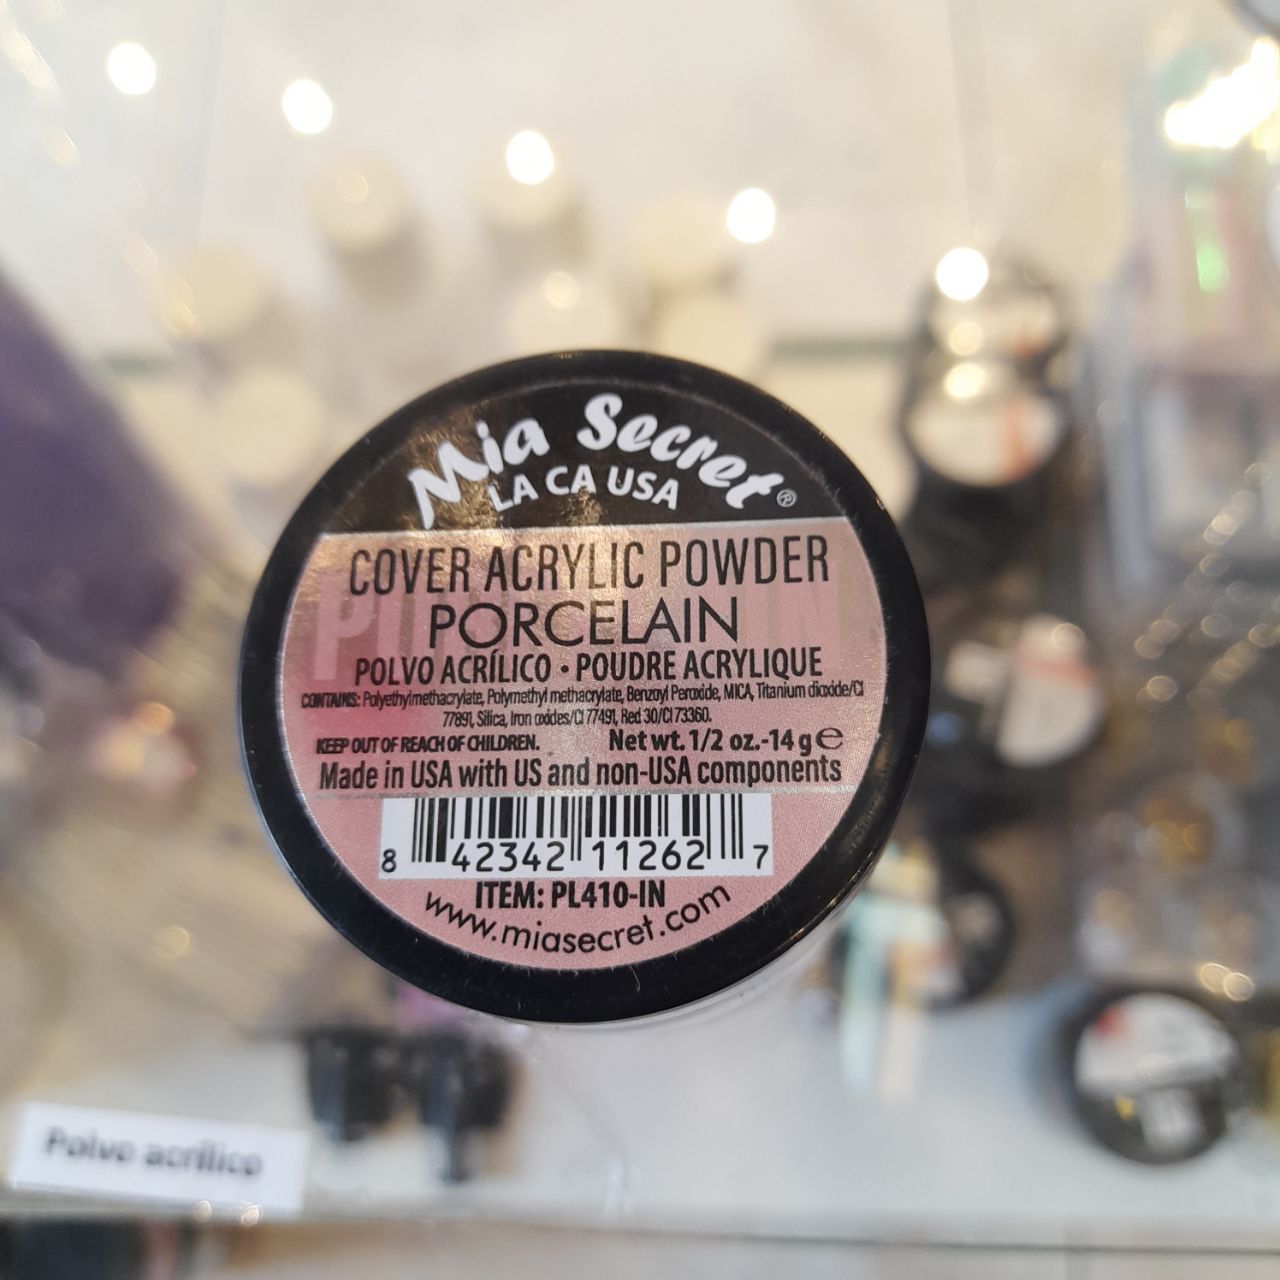 Mia Secret®
LA CA USA
COVER ACRYLIC POWDER
PORCELAIN
POLVO ACRÍLICO • POUDRE ACRYLIQUE
CONTAINS: Polyethylmethacrylate, Polymethyl methacrylate, Benzoyl Peroxide, MICA, Titanium dioxide/CI
77891, Silica, Iron oxides/CI 77491, Red 30/CI 73360.
KEEP OUT OF REACH OF CHILDREN. Net wt. 1/2 oz.-14 g ℮
Made in USA with US and non-USA components
8 42342 11262 7
ITEM: PL410-IN
www.miasecret.com
Polvo acrílico